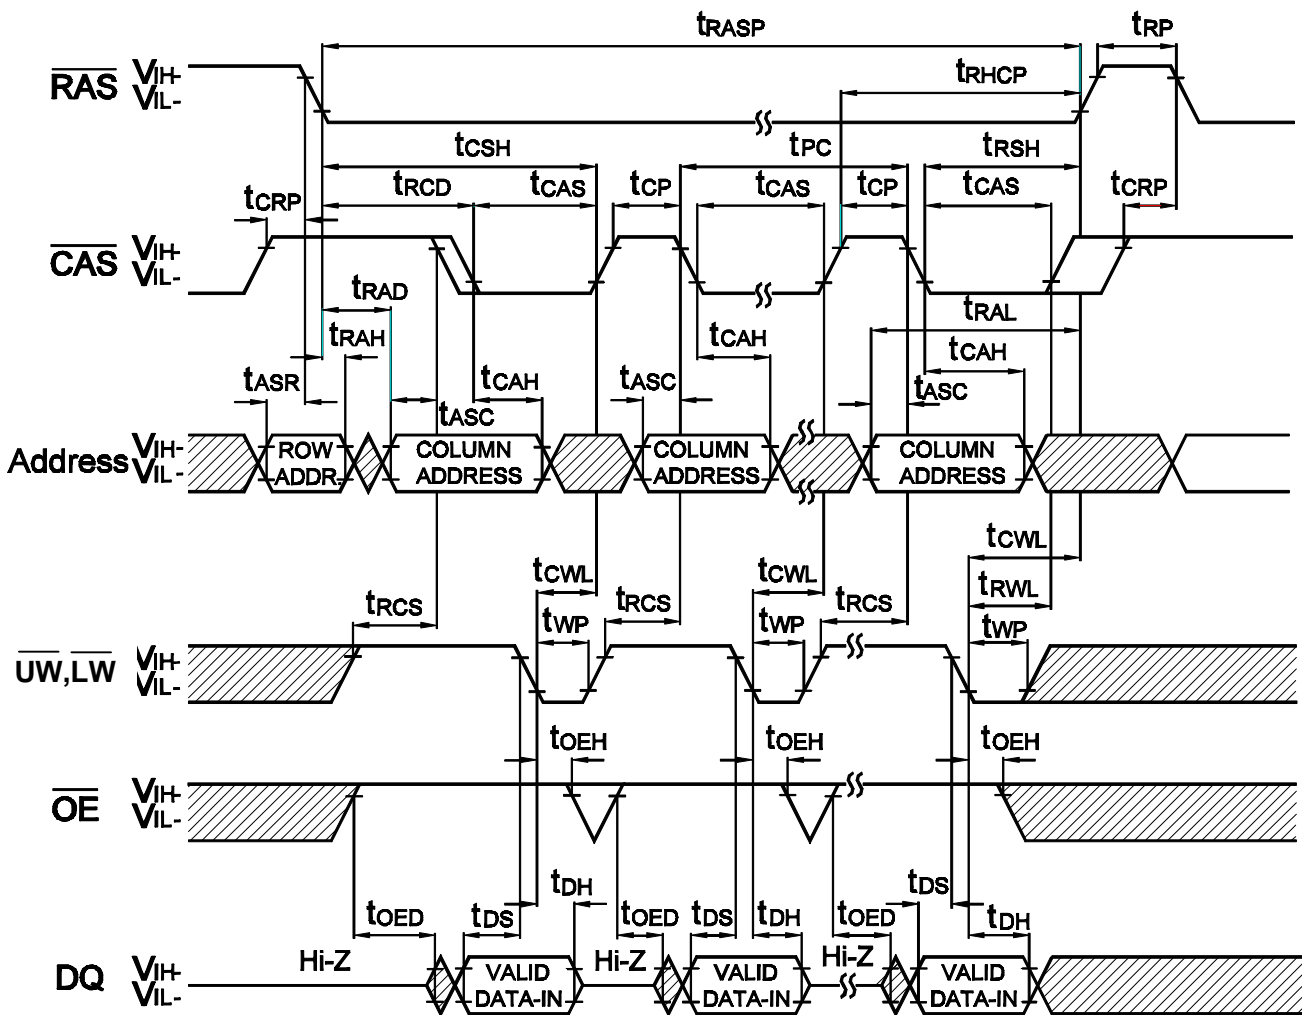 tRASP tRP
RAS VIH- tRHCP
VIL-
tCSH tPC tRSH
tRCD tCAS tCP tCAS tCP tCAS tCRP
tCRP
CAS VIH-
VIL-
tRAD tRAL
tRAH tCAH tCAH
tASR tCAH tASC tASC
tASC
Address VIH- ROW COLUMN COLUMN COLUMN
VIL- ADDR. ADDRESS ADDRESS ADDRESS
tCWL
tCWL tCWL
tRCS tRCS tRCS tRWL
tWP tWP tWP
UW,LW VIH-
VIL-
tOEH tOEH tOEH
OE VIH-
VIL-
tDH tDS
tOED tDS tOED tDS tDH tOED tDH
Hi-Z Hi-Z Hi-Z
DQ VIH- VALID VALID VALID
VIL- DATA-IN DATA-IN DATA-IN